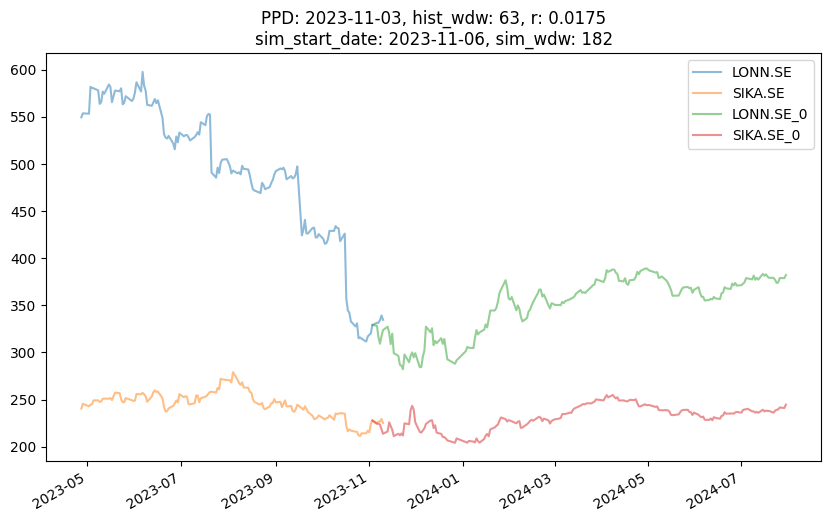 PPD: 2023-11-03, hist_wdw: 63, r: 0.0175
sim_start_date: 2023-11-06, sim_wdw: 182
LONN.SE
SIKA.SE
LONN.SE_0
SIKA.SE_0
600
550
500
450
400
350
300
250
200
2023-05
2023-07
2023-09
2023-11
2024-01
2024-03
2024-05
2024-07